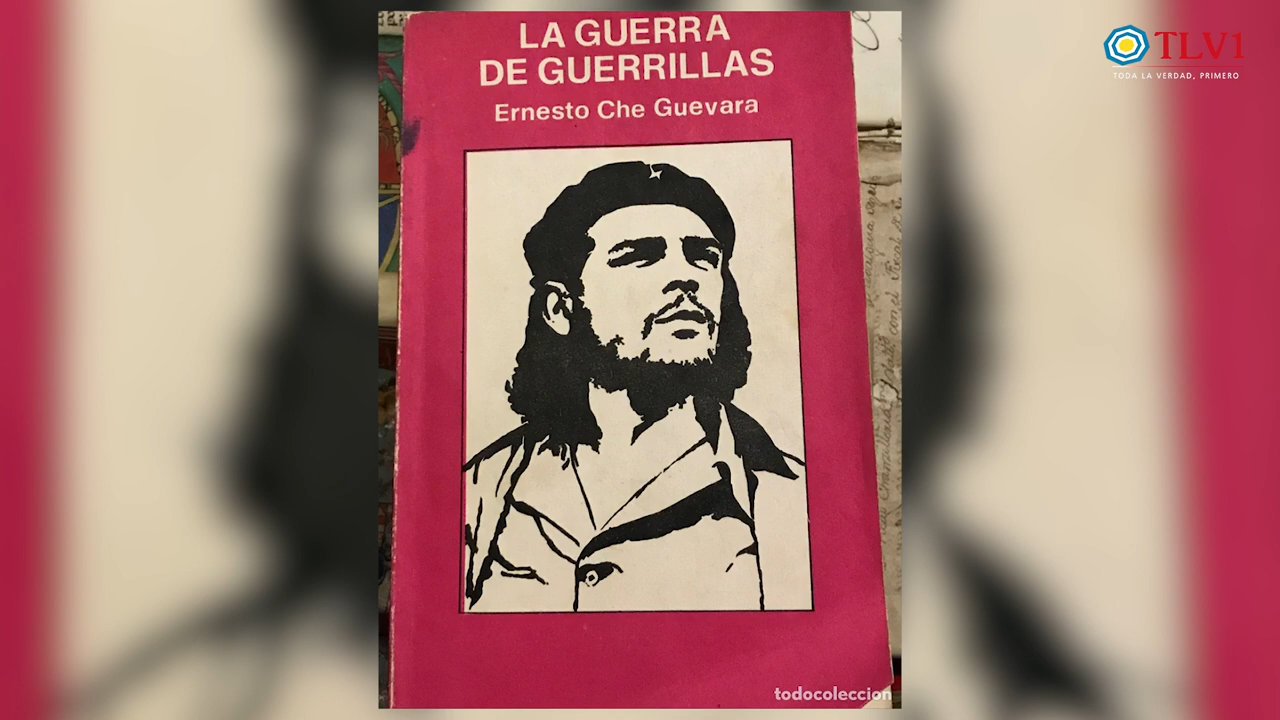 LA GUERRA
DE GUERRILLAS
Ernesto Che Guevara
TLV1
TODA LA VERDAD, PRIMERO
todocoleccion